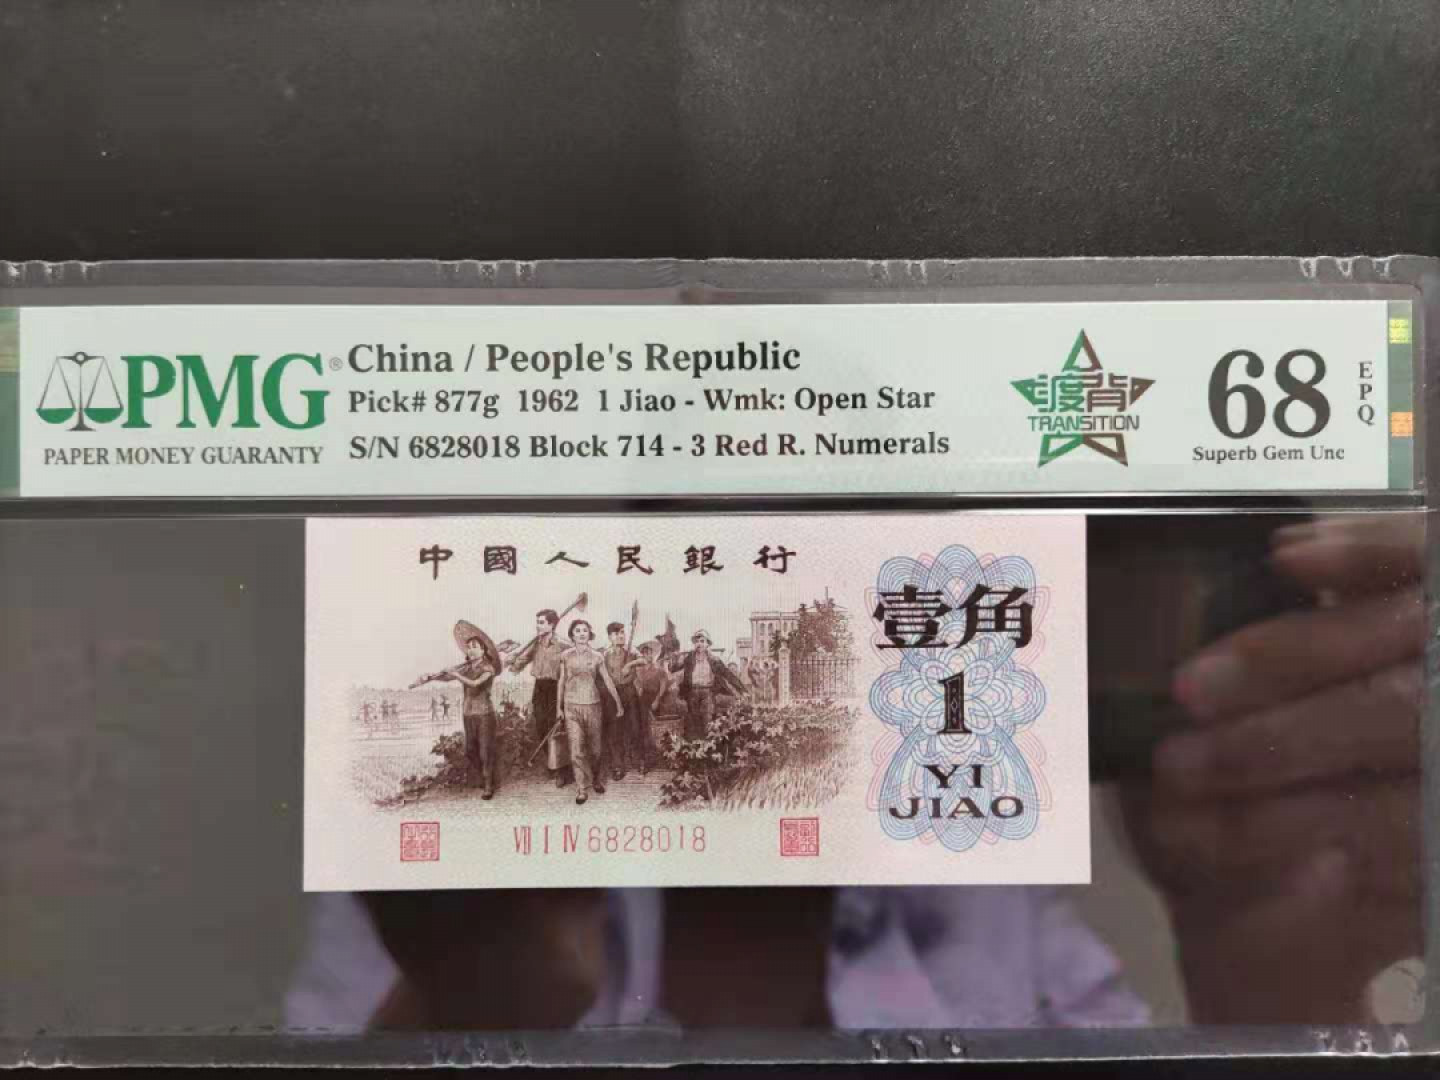 PMG®
PAPER MONEY GUARANTY
China / People's Republic
Pick# 877g 1962 1 Jiao - Wmk: Open Star
S/N 6828018 Block 714 - 3 Red R. Numerals
渡背
TRANSITION
68
EPQ
Superb Gem Unc
中國人民銀行
壹角
1
YI
JIAO
Ⅶ Ⅰ Ⅳ 6828018